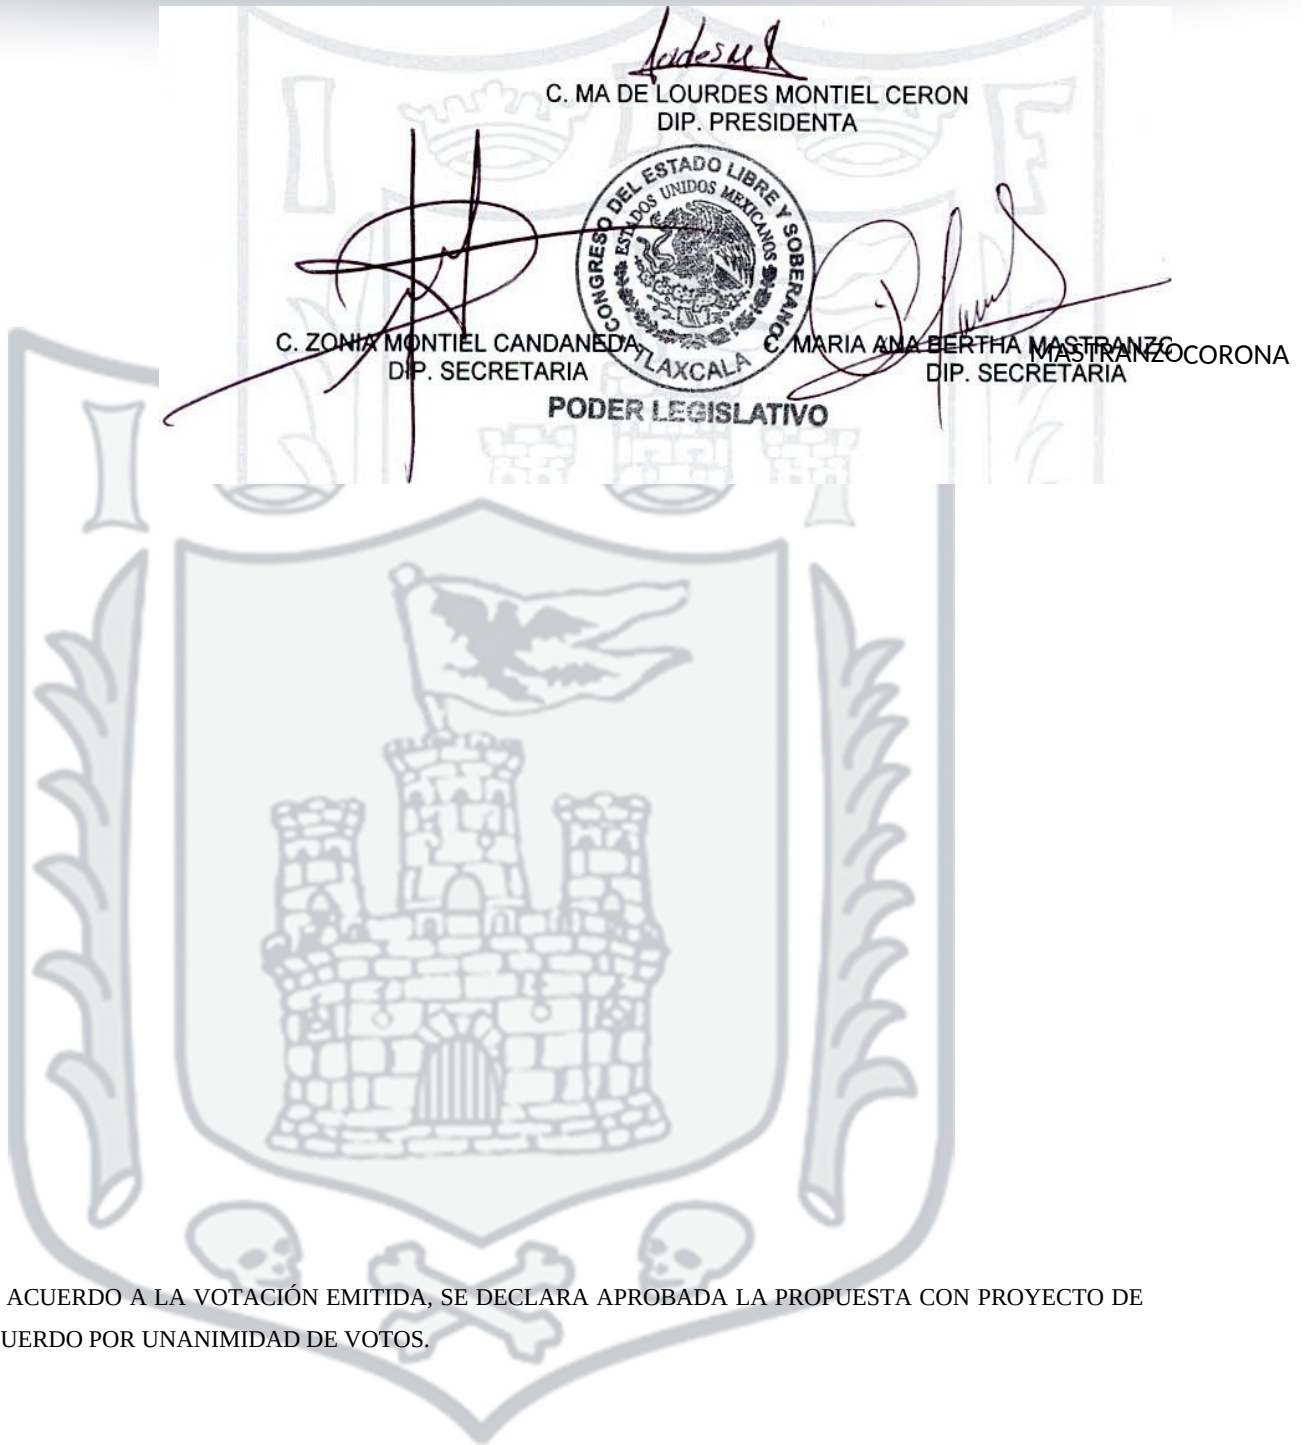 C. MA DE LOURDES MONTIEL CERON
DIP. PRESIDENTA
CONGRESO DEL ESTADO LIBRE Y SOBERANO
ESTADOS UNIDOS MEXICANOS
TLAXCALA
C. ZONIA MONTIEL CANDANEDA
DIP. SECRETARIA
C. MARIA ANA BERTHA MASTRANZO
MASTRANZOCORONA
DIP. SECRETARIA
PODER LEGISLATIVO
ACUERDO A LA VOTACIÓN EMITIDA, SE DECLARA APROBADA LA PROPUESTA CON PROYECTO DE
UERDO POR UNANIMIDAD DE VOTOS.